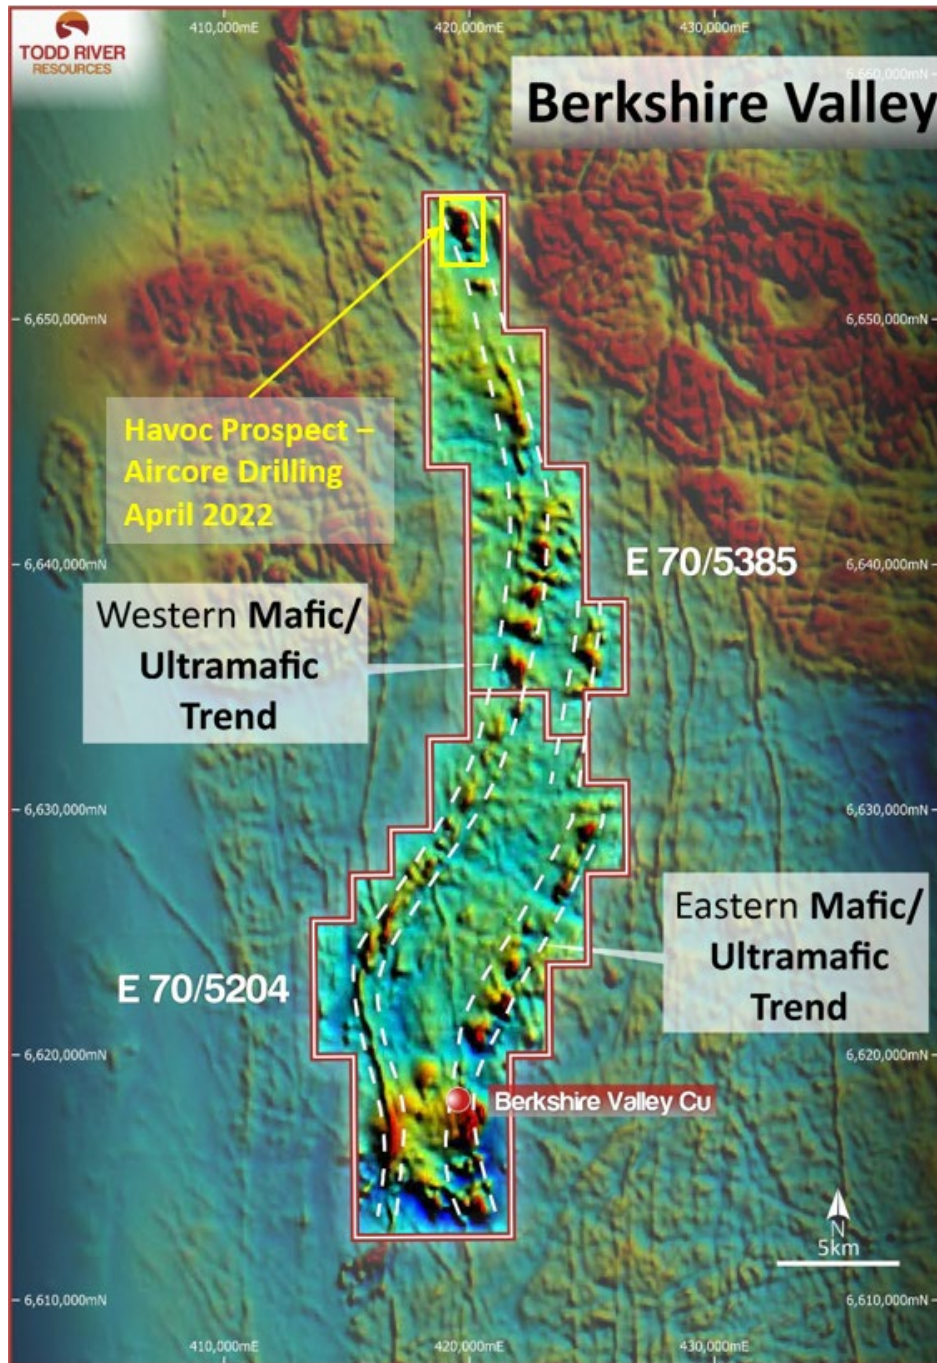 TODD RIVER
RESOURCES
410,000mE
420,000mE
430,000mE
6,660,000mN
Berkshire Valley
6,650,000mN
6,650,000mN
Havoc Prospect –
Aircore Drilling
April 2022
E 70/5385
6,640,000mN
6,640,000mN
Western Mafic/
Ultramafic
Trend
6,630,000mN
6,630,000mN
Eastern Mafic/
Ultramafic
Trend
E 70/5204
6,620,000mN
6,620,000mN
Berkshire Valley Cu
N
5km
6,610,000mN
6,610,000mN
410,000mE
420,000mE
430,000mE